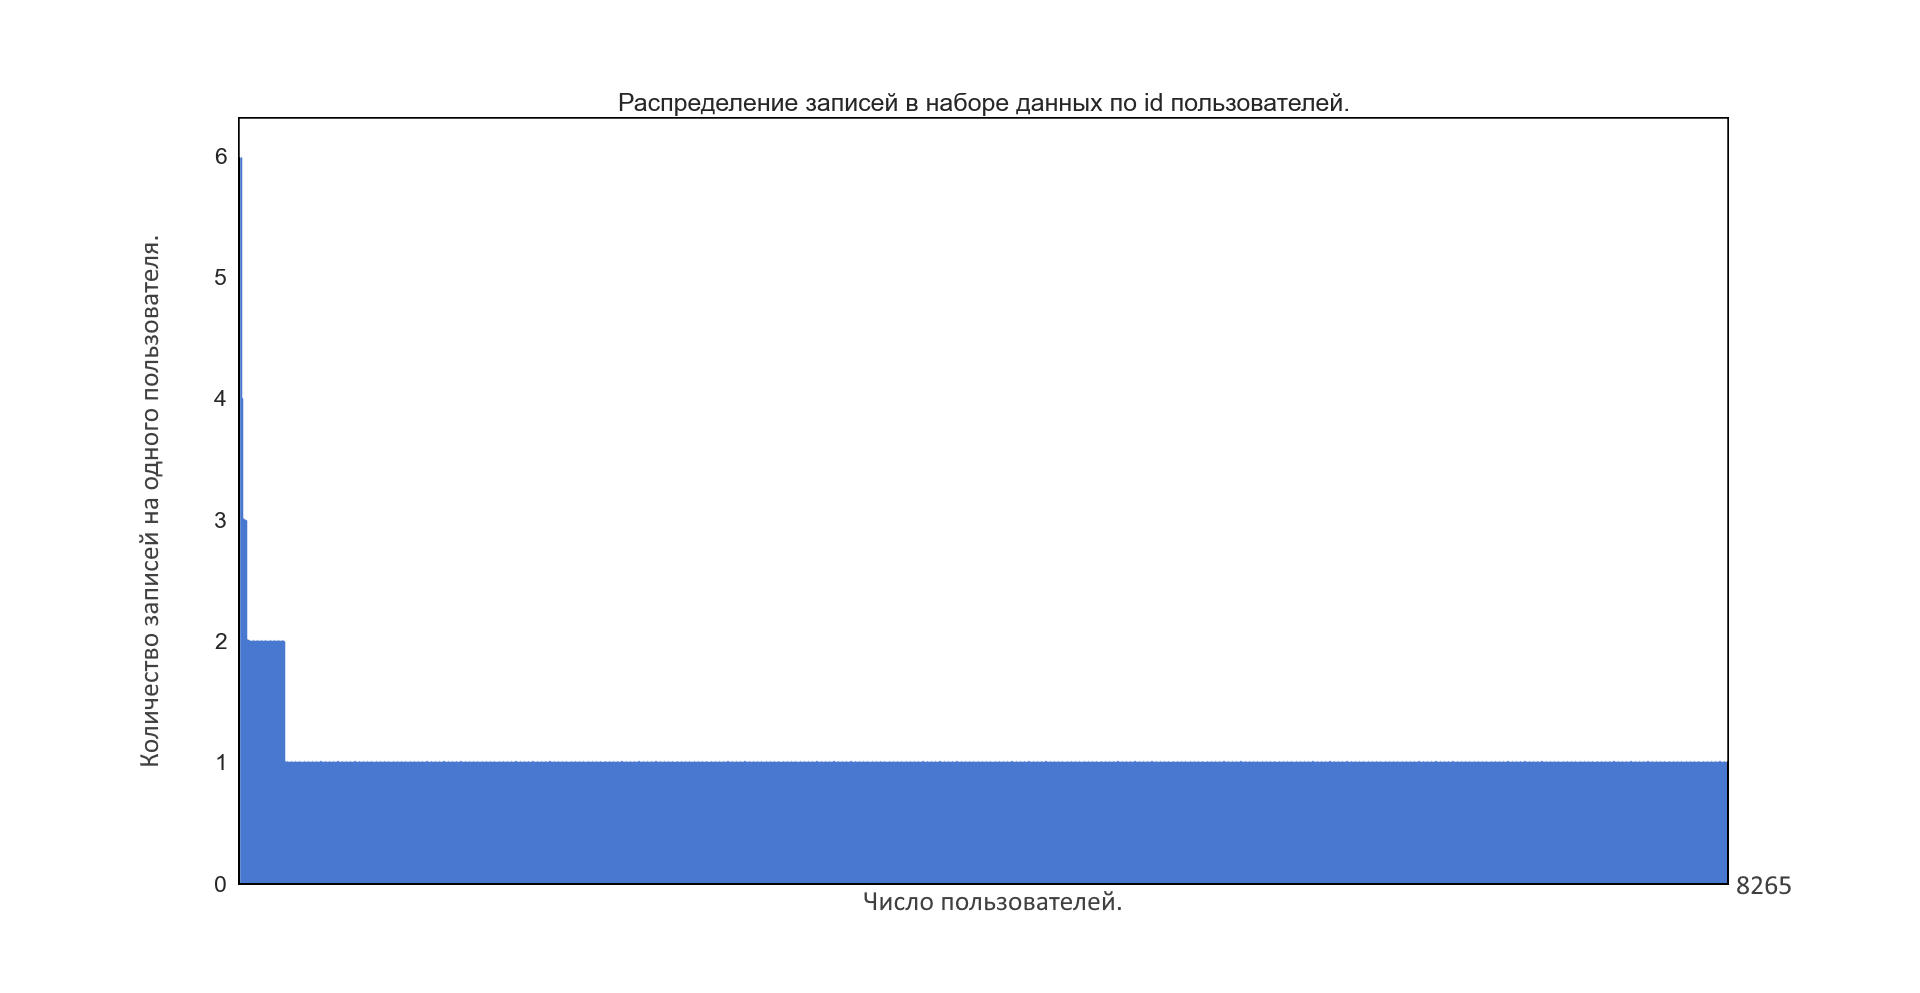 Распределение записей в наборе данных по id пользователей.
Количество записей на одного пользователя.
6
5
4
3
2
1
0
8265
Число пользователей.